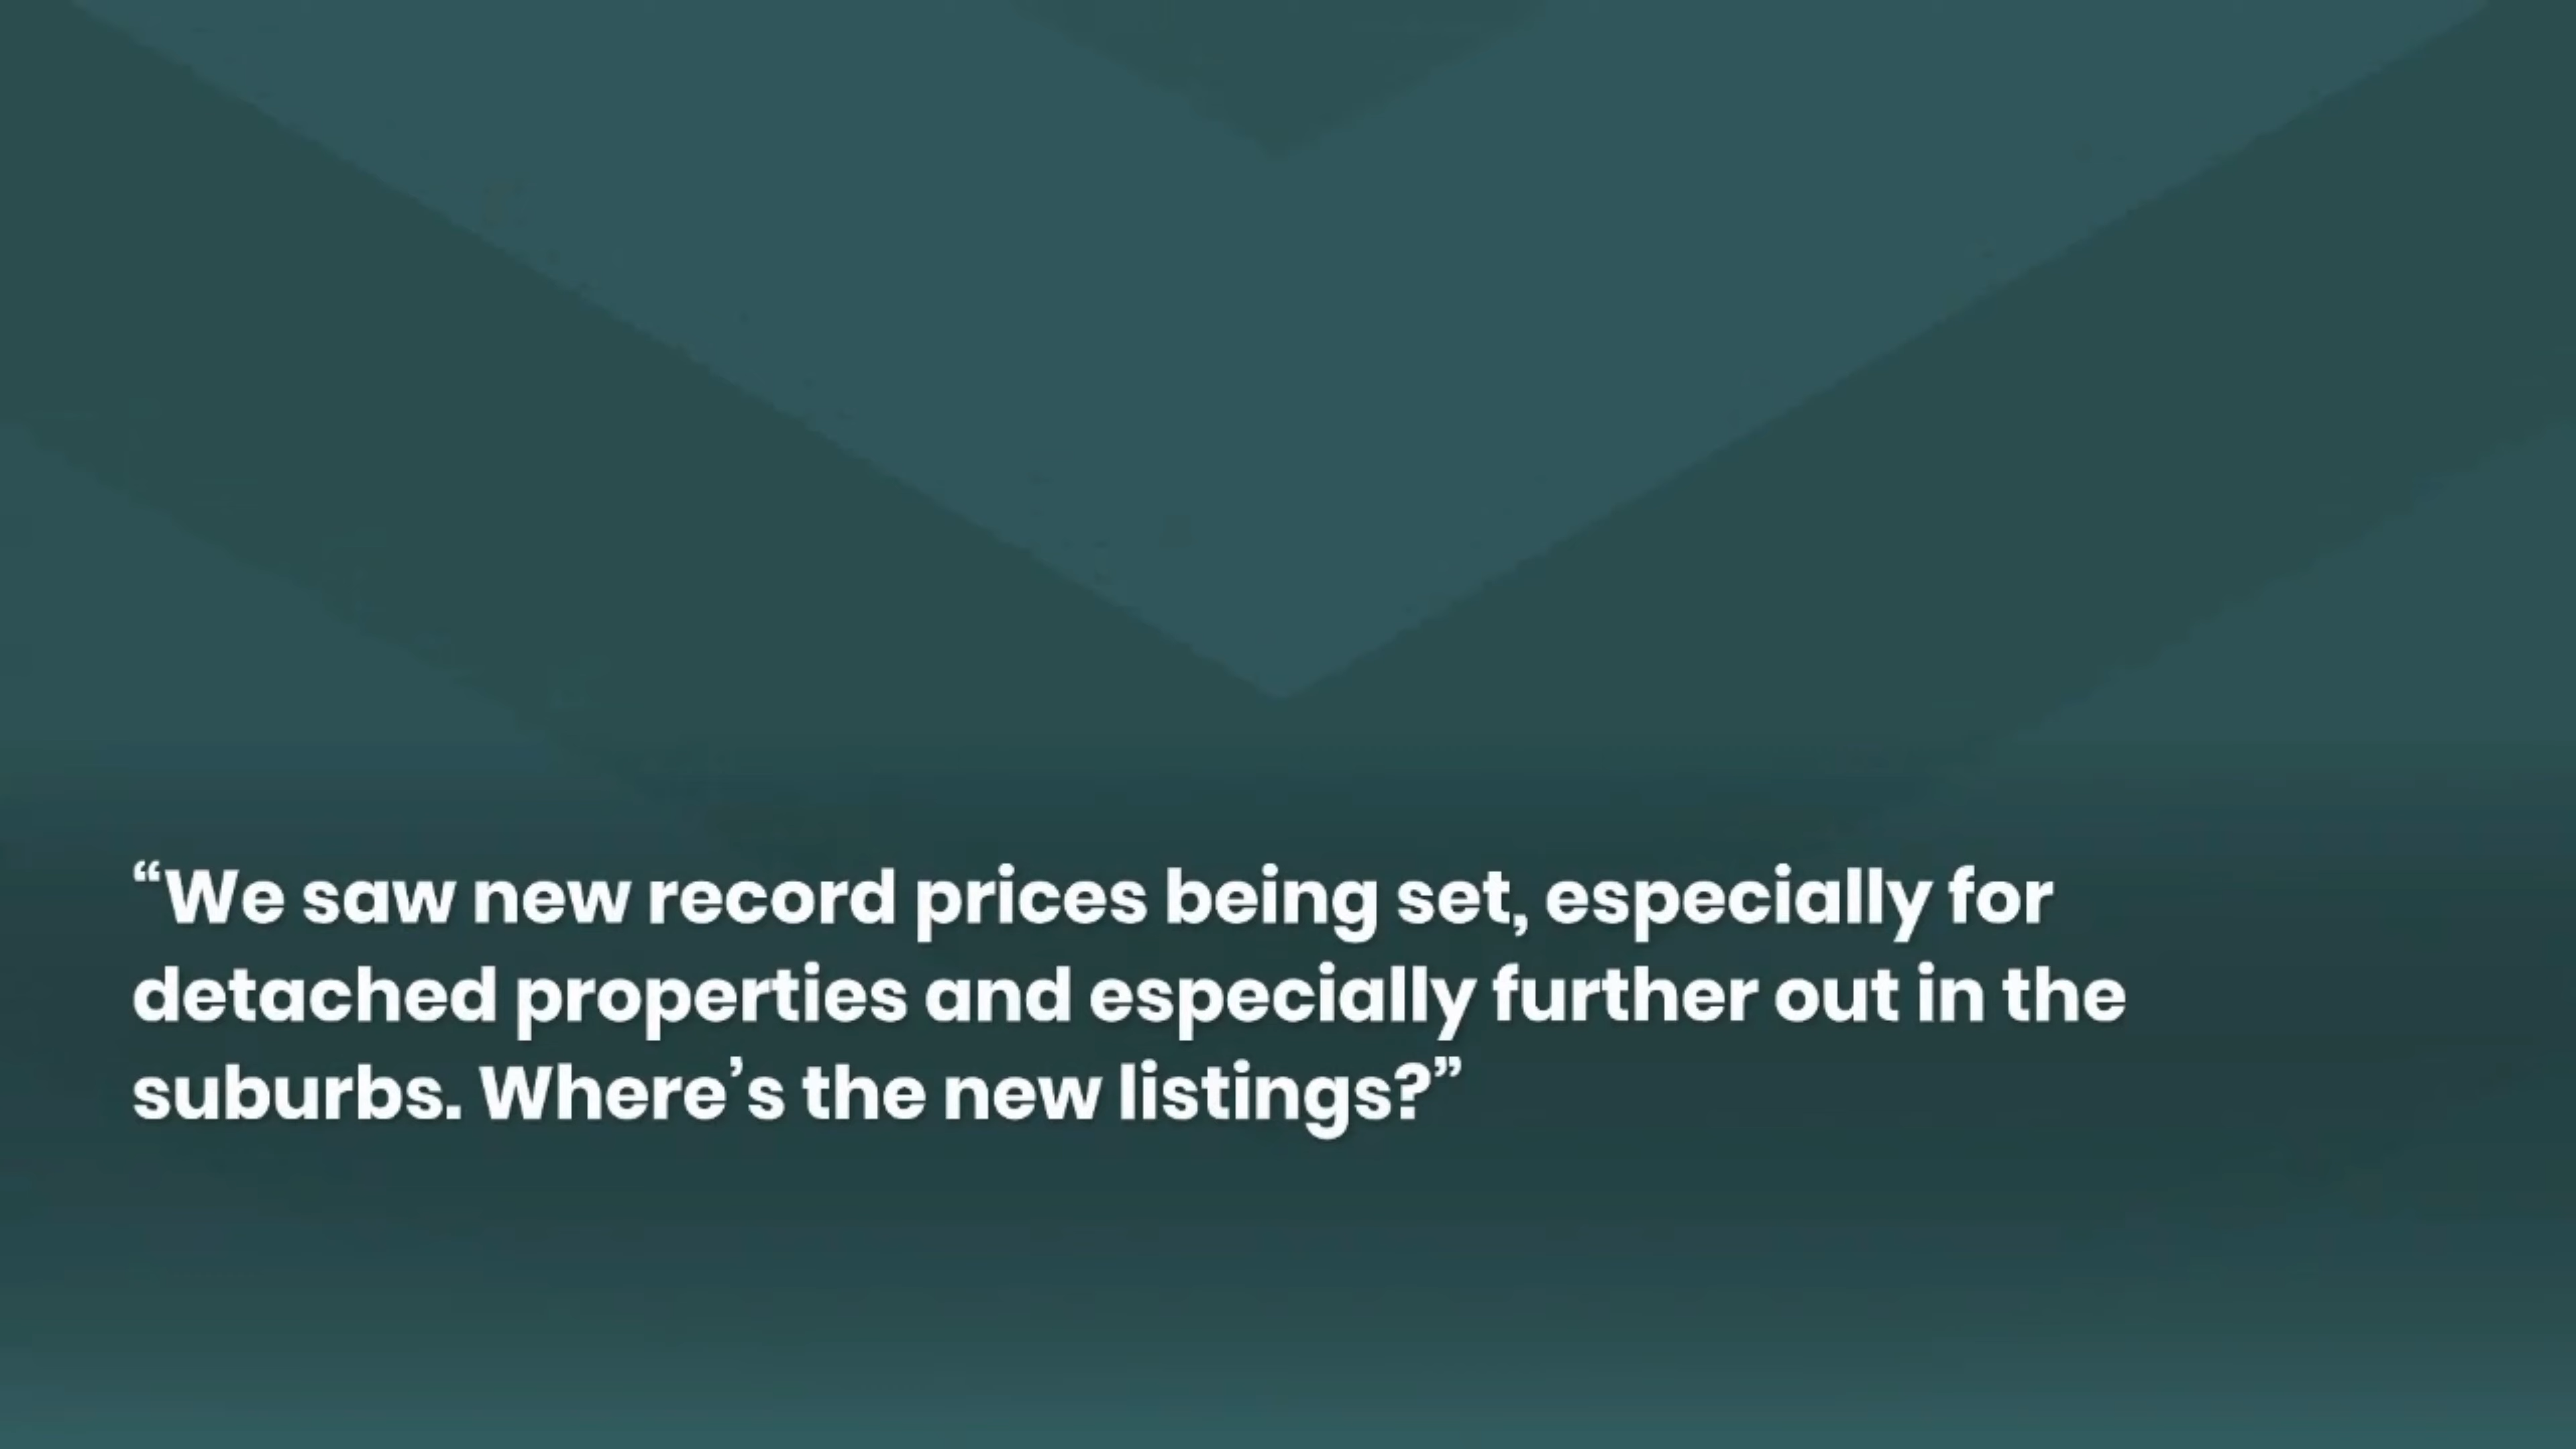 “We saw new record prices being set, especially for
detached properties and especially further out in the
suburbs. Where’s the new listings?”